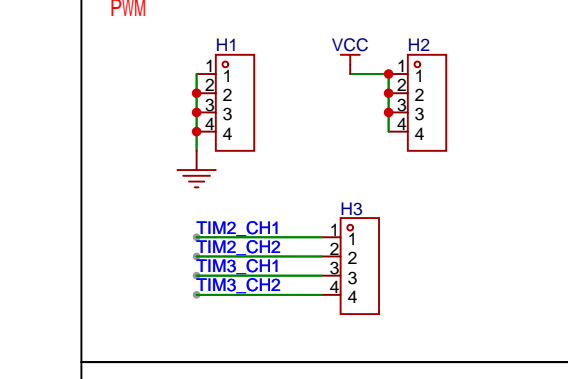 PWM
H1
1 1
2 2
3 3
4 4
VCC
H2
1 1
2 2
3 3
4 4
H3
TIM2_CH1 1 1
TIM2_CH2 2 2
TIM3_CH1 3 3
TIM3_CH2 4 4